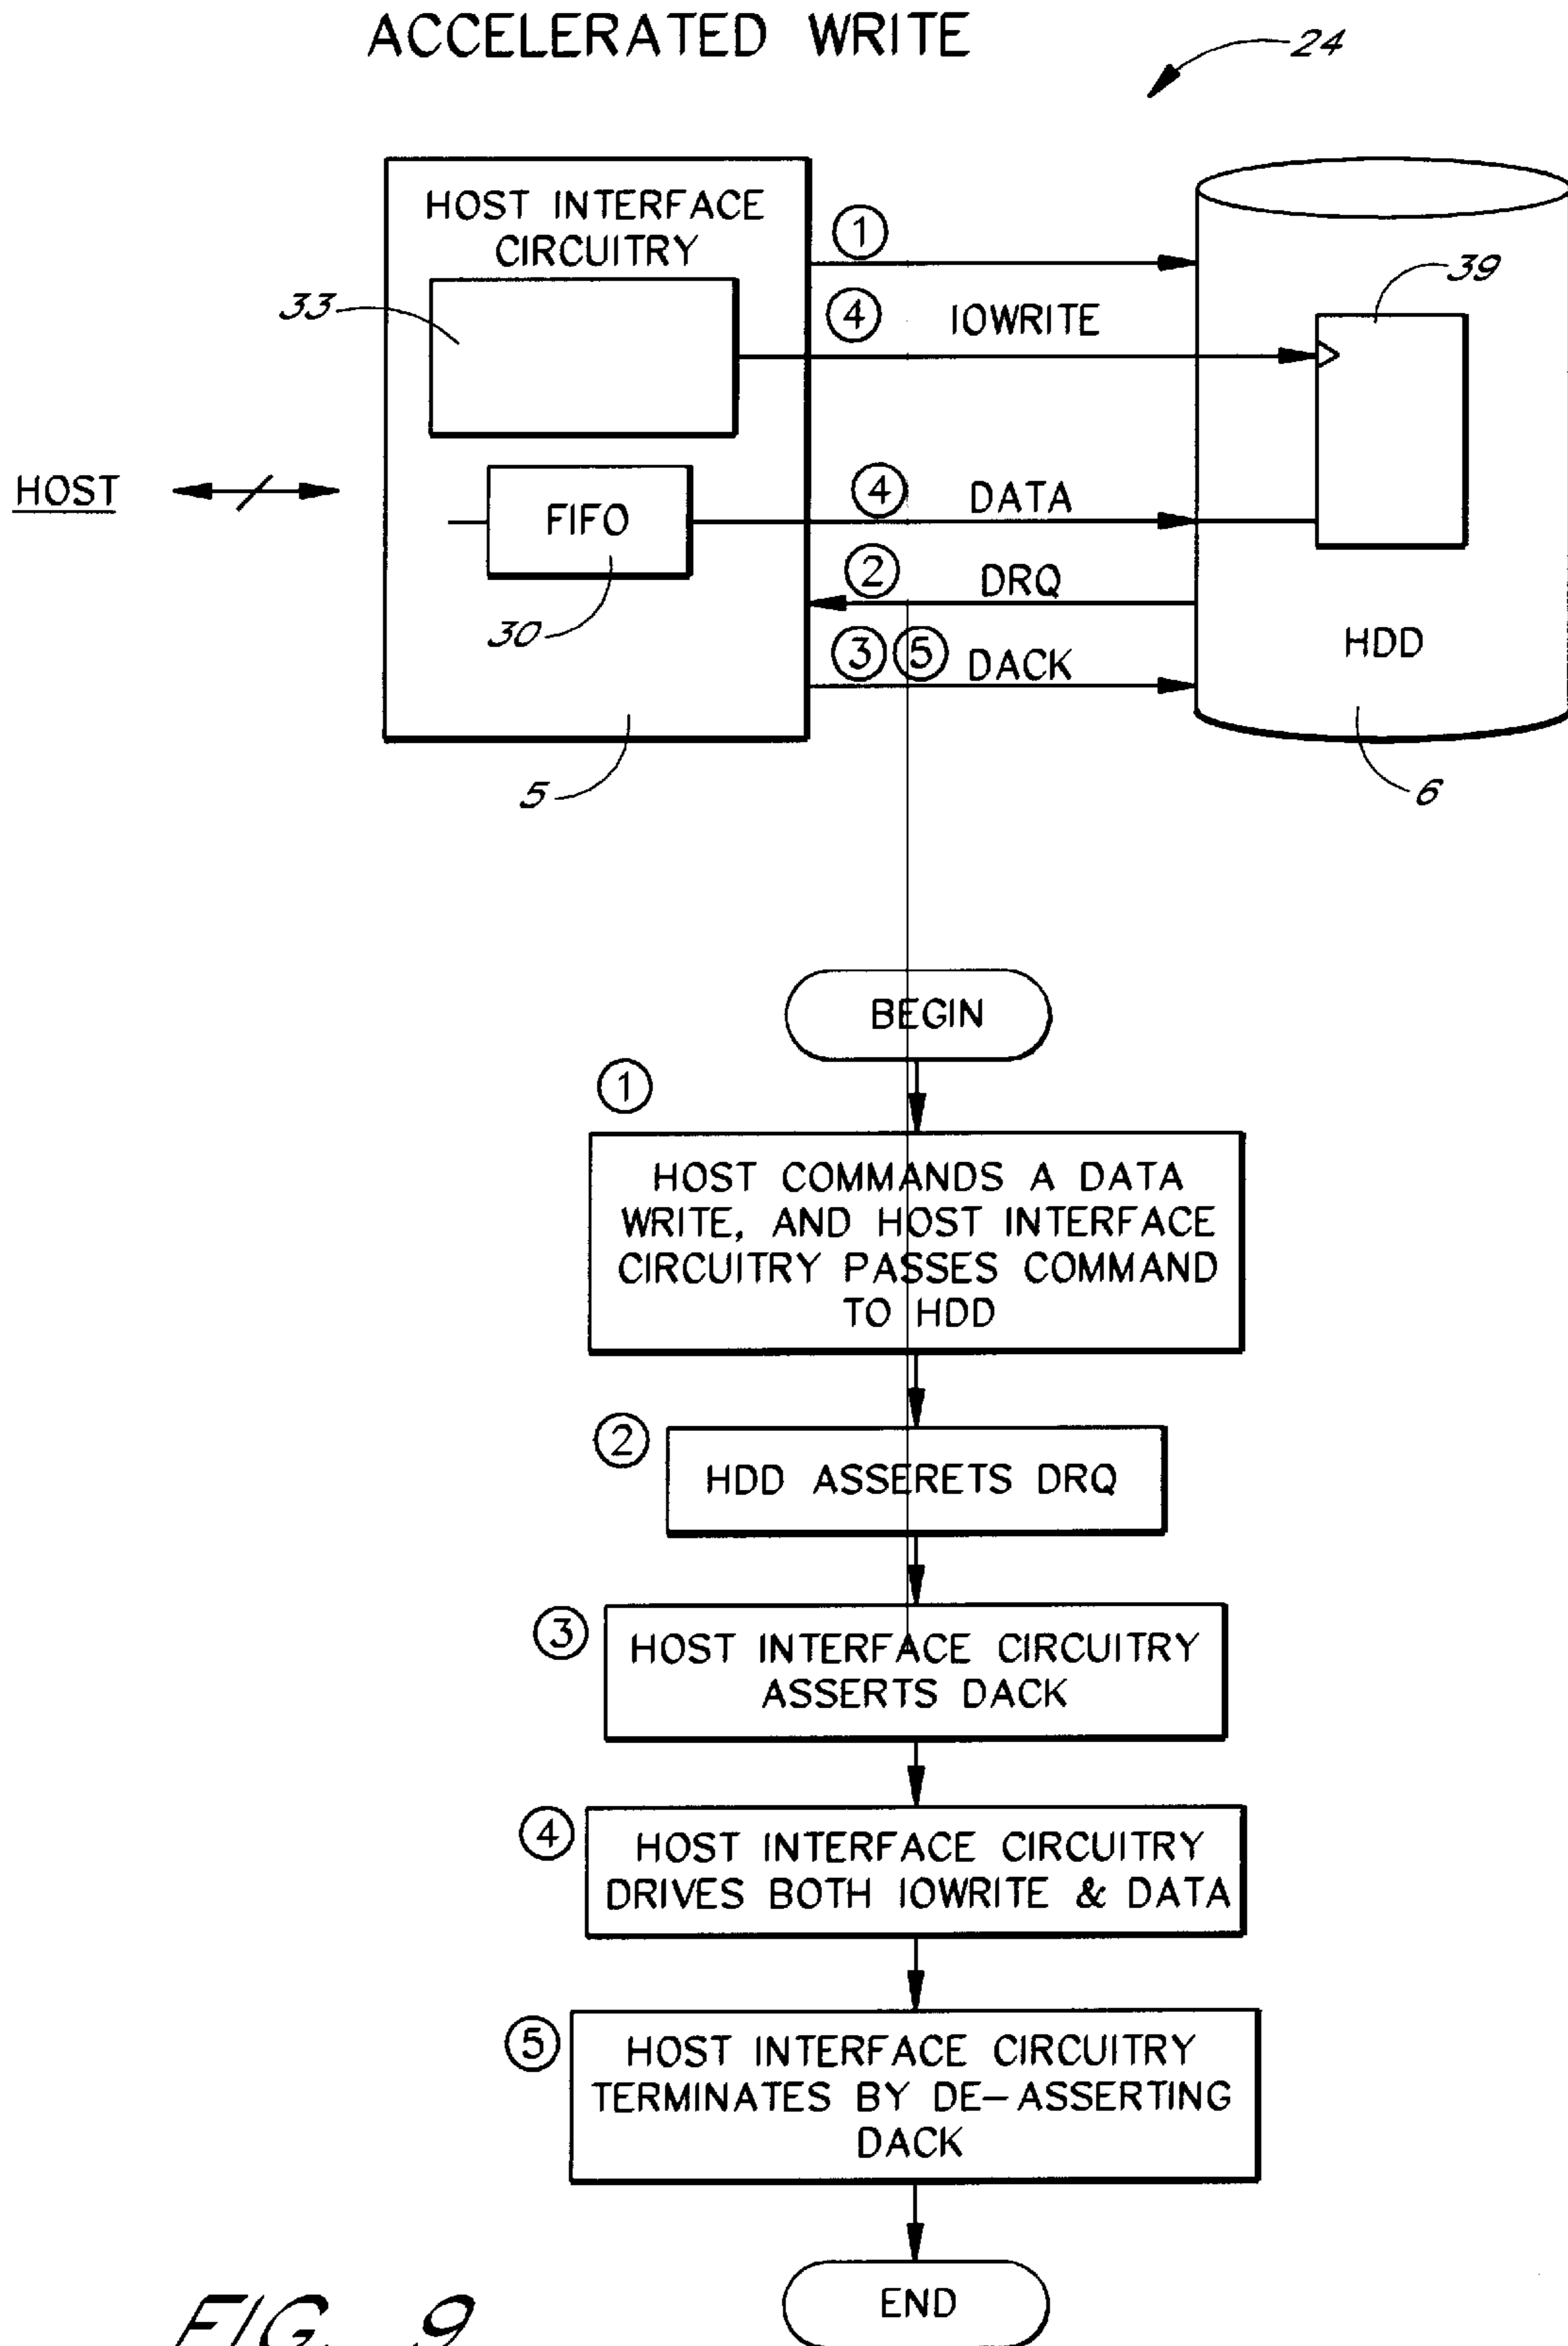 ACCELERATED WRITE
24
HOST INTERFACE
CIRCUITRY
1
33
4 IOWRITE
39
HOST
FIFO
4 DATA
2 DRQ
30
3 5 DACK
HDD
5
6
BEGIN
1
HOST COMMANDS A DATA
WRITE, AND HOST INTERFACE
CIRCUITRY PASSES COMMAND
TO HDD
2
HDD ASSERETS DRQ
3
HOST INTERFACE CIRCUITRY
ASSERTS DACK
4
HOST INTERFACE CIRCUITRY
DRIVES BOTH IOWRITE & DATA
5
HOST INTERFACE CIRCUITRY
TERMINATES BY DE-ASSERTING
DACK
END
FIG. 9